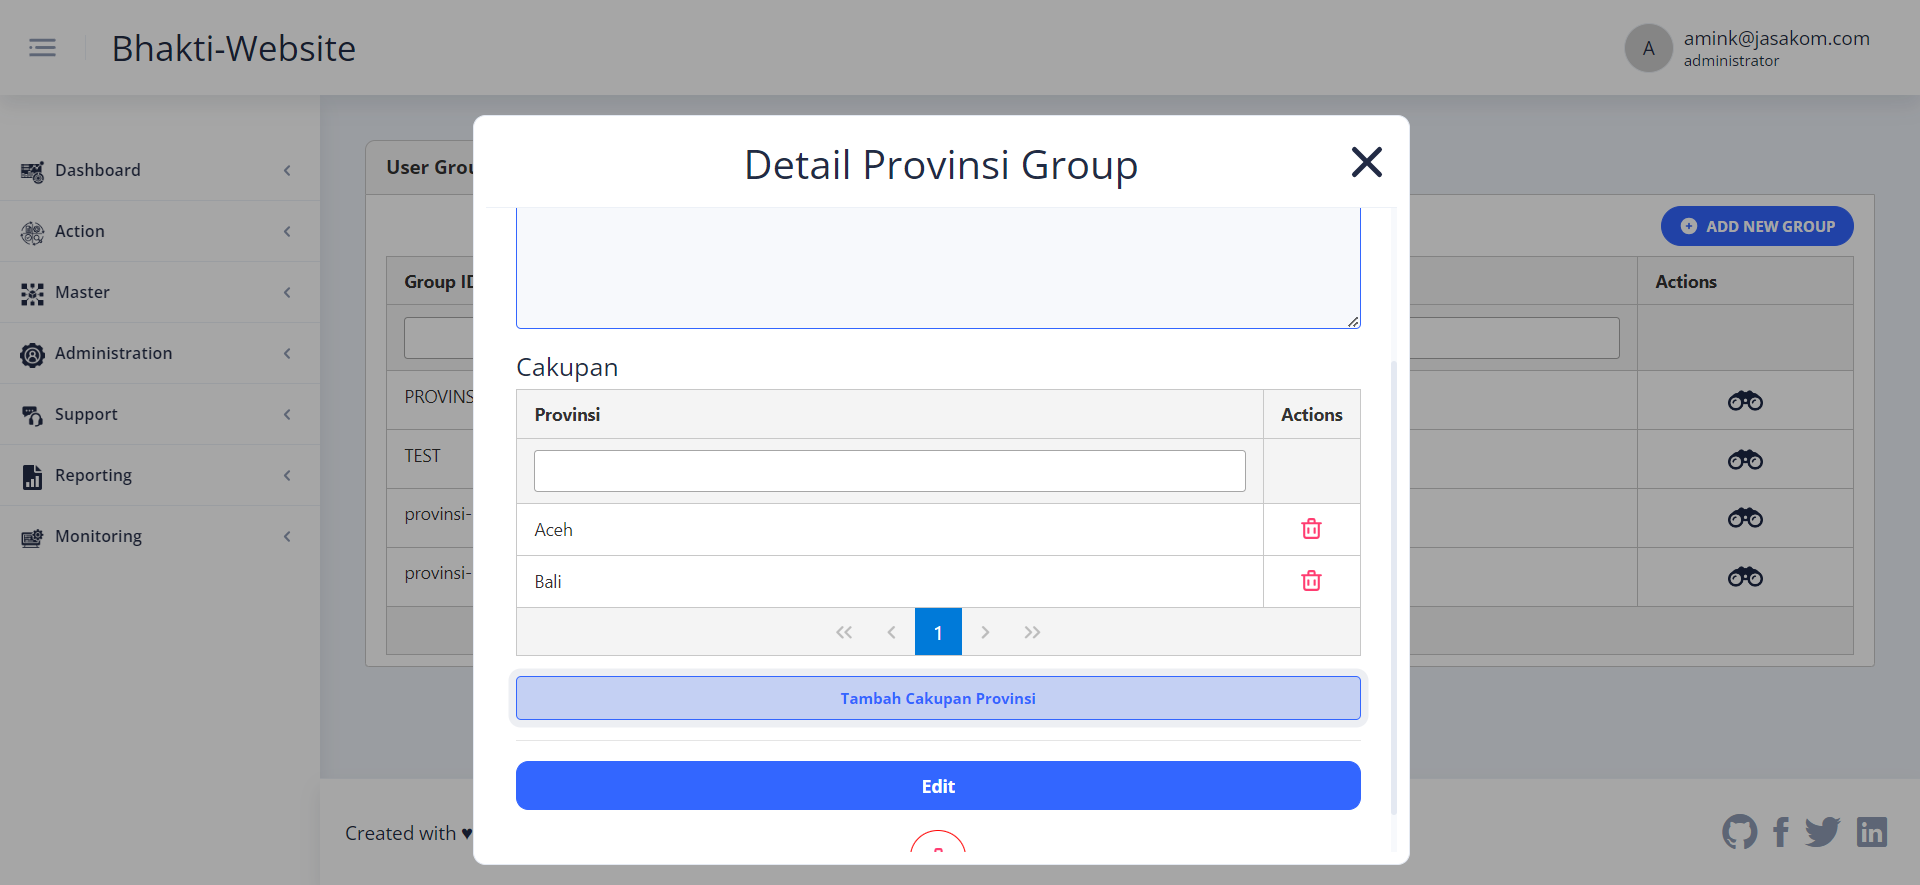 Bhakti-Website
A
amink@jasakom.com
administrator
Dashboard
Action
Master
Administration
Support
Reporting
Monitoring
User Grou
ADD NEW GROUP
Group ID
Actions
PROVINS
TEST
provinsi-
provinsi-
Detail Provinsi Group
Cakupan
Provinsi
Actions
Aceh
Bali
1
Tambah Cakupan Provinsi
Edit
Created with ♥